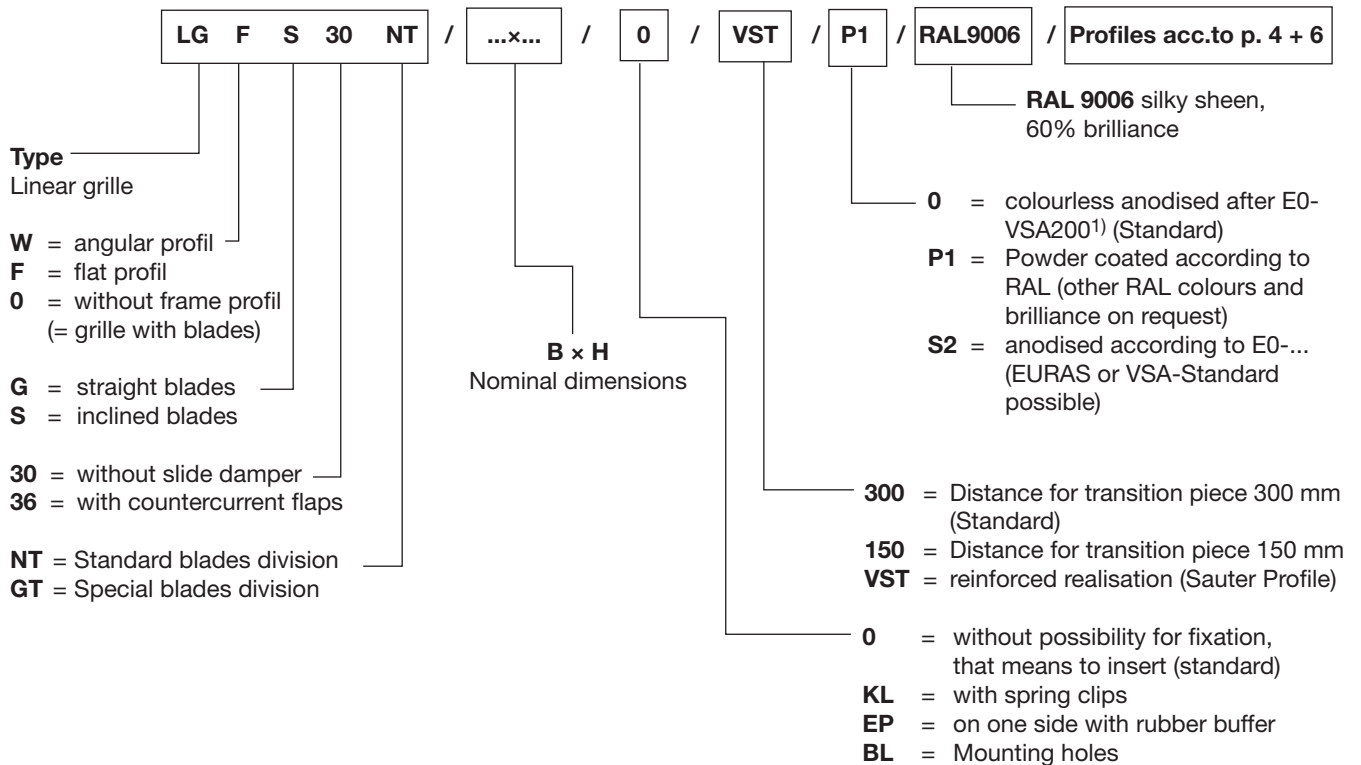 LG F S 30 NT / ...×... / 0 / VST / P1 / RAL9006 / Profiles acc.to p. 4 + 6
RAL 9006 silky sheen,
60% brilliance
Type
Linear grille
W = angular profil
F = flat profil
0 = without frame profil
(= grille with blades)
G = straight blades
S = inclined blades
30 = without slide damper
36 = with countercurrent flaps
NT = Standard blades division
GT = Special blades division
B × H
Nominal dimensions
0 = colourless anodised after E0-
VSA2001) (Standard)
P1 = Powder coated according to
RAL (other RAL colours and
brilliance on request)
S2 = anodised according to E0-...
(EURAS or VSA-Standard
possible)
300 = Distance for transition piece 300 mm
(Standard)
150 = Distance for transition piece 150 mm
VST = reinforced realisation (Sauter Profile)
0 = without possibility for fixation,
that means to insert (standard)
KL = with spring clips
EP = on one side with rubber buffer
BL = Mounting holes